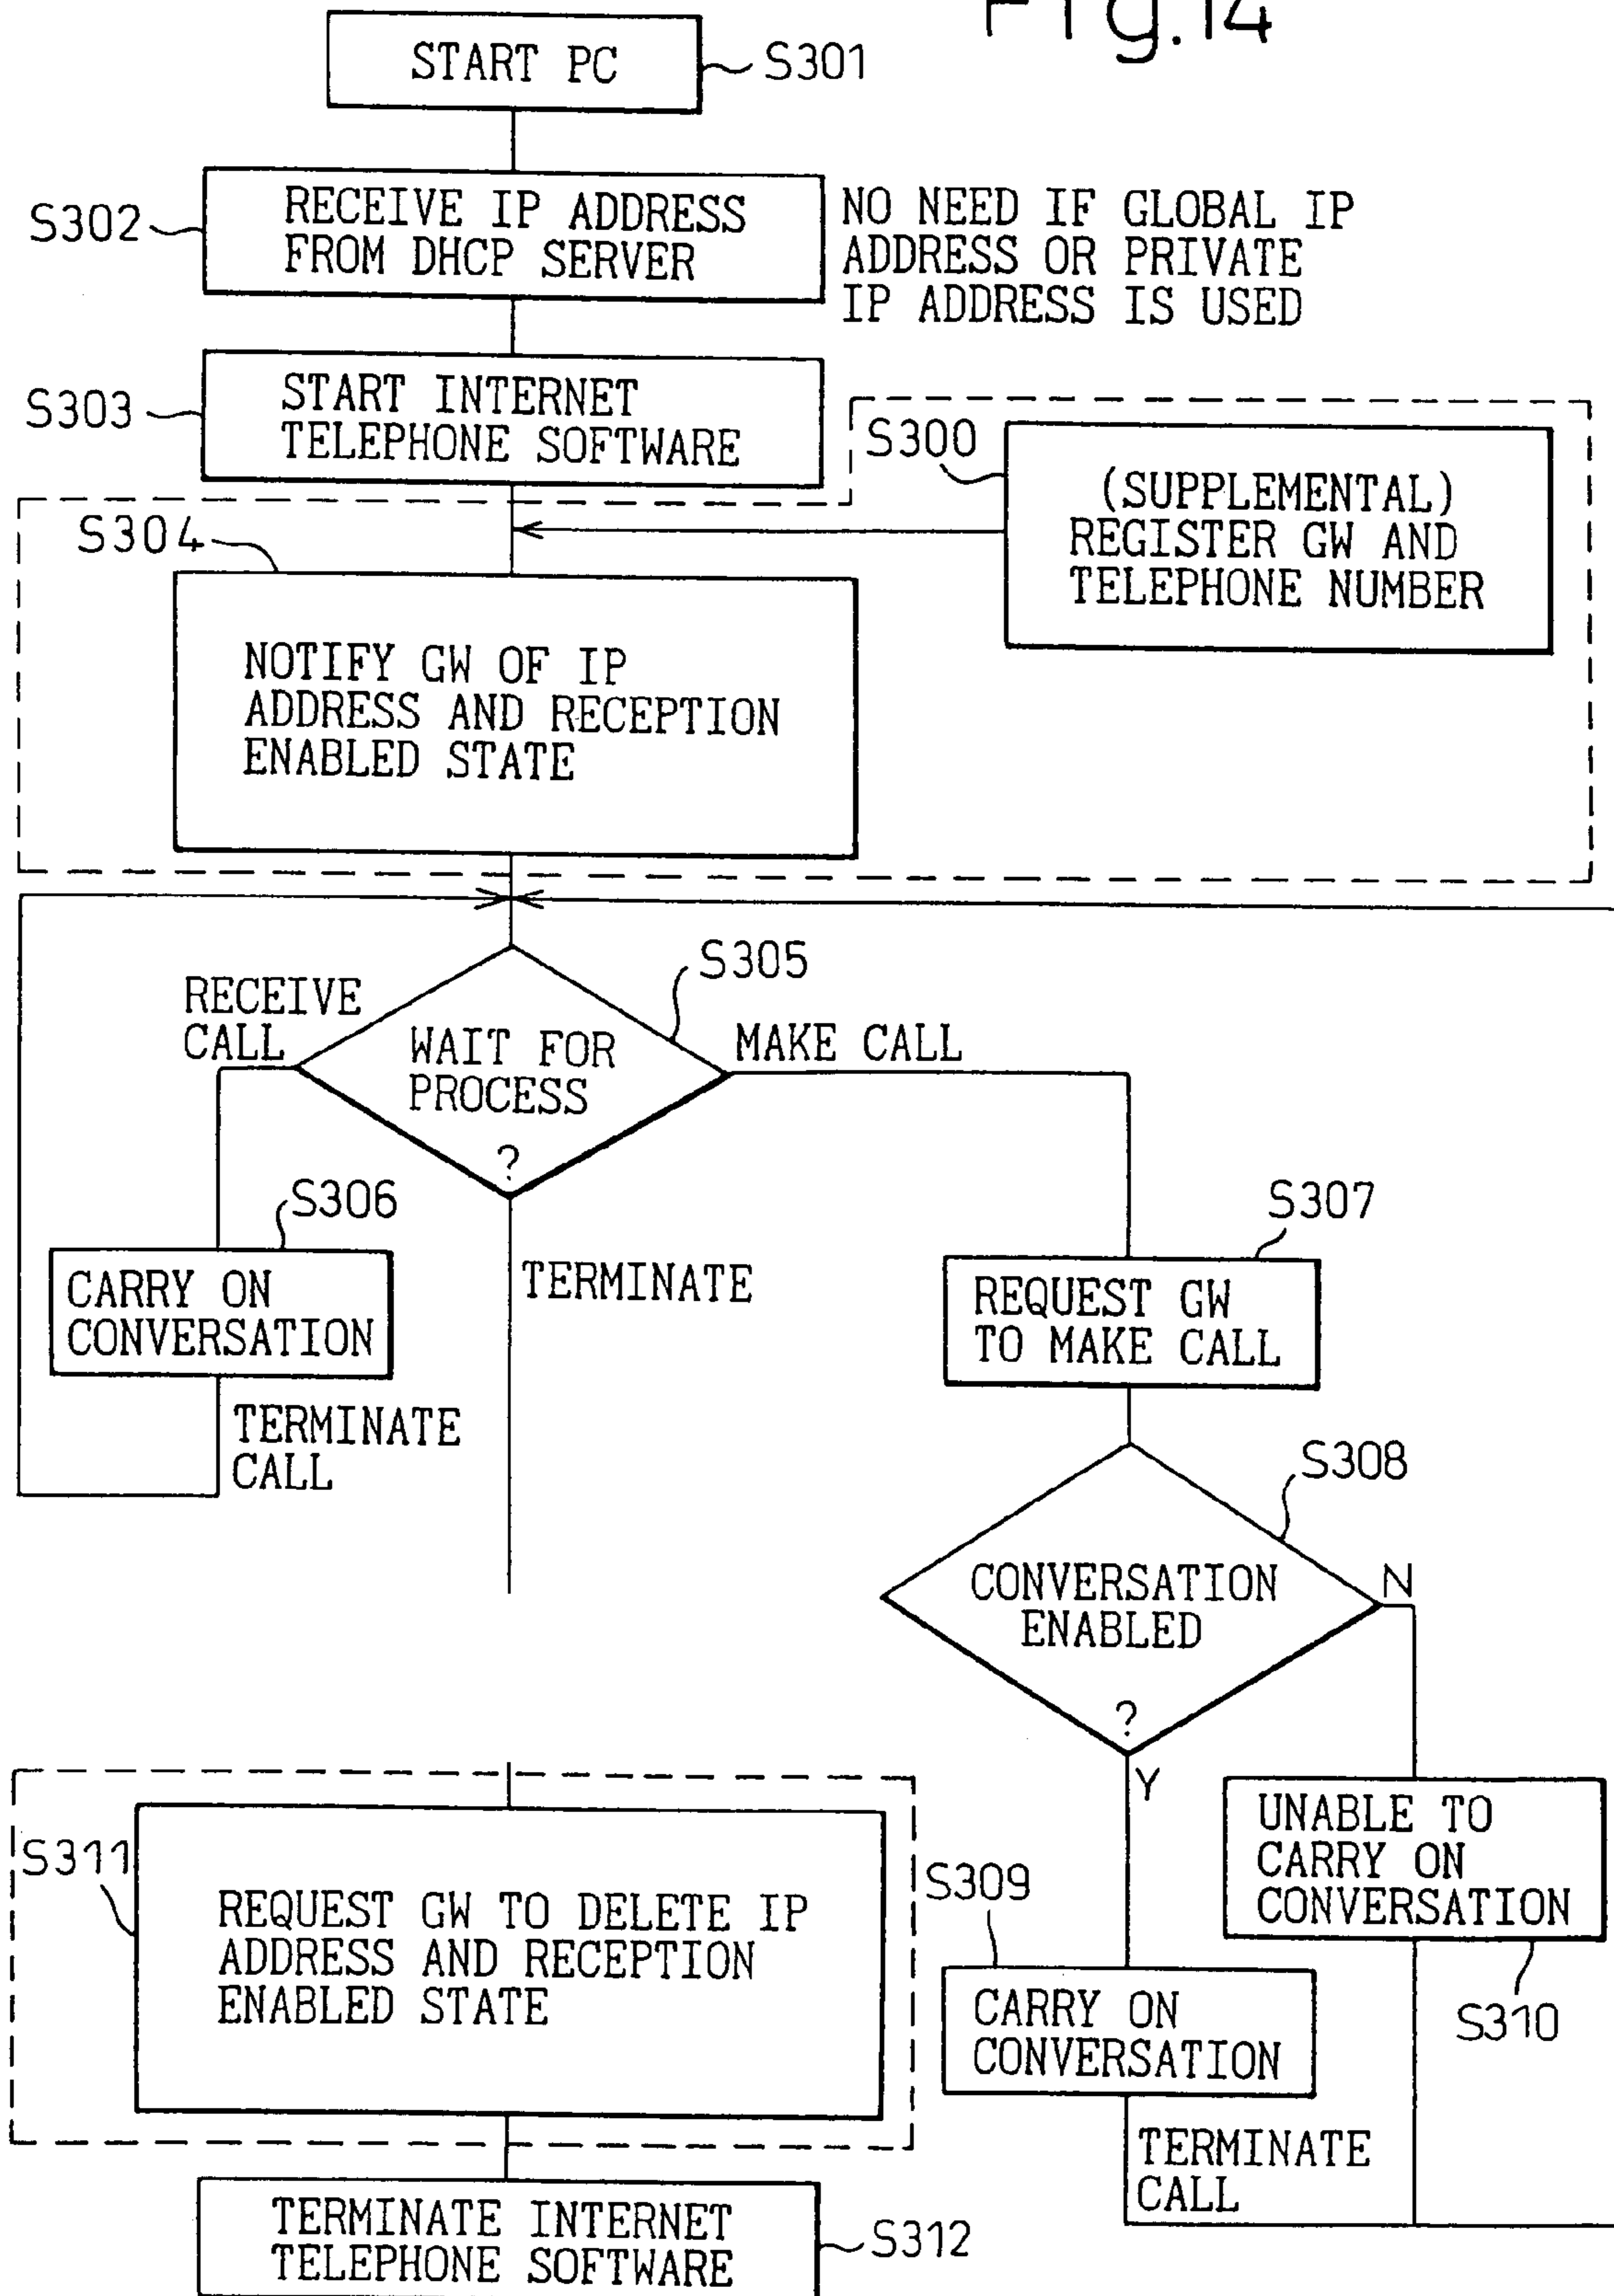 Fig.14
START PC
S301
S302
RECEIVE IP ADDRESS
FROM DHCP SERVER
NO NEED IF GLOBAL IP
ADDRESS OR PRIVATE
IP ADDRESS IS USED
S303
START INTERNET
TELEPHONE SOFTWARE
S300
(SUPPLEMENTAL)
REGISTER GW AND
TELEPHONE NUMBER
S304
NOTIFY GW OF IP
ADDRESS AND RECEPTION
ENABLED STATE
S305
RECEIVE
CALL
WAIT FOR
PROCESS
?
MAKE CALL
S306
CARRY ON
CONVERSATION
TERMINATE
CALL
TERMINATE
S307
REQUEST GW
TO MAKE CALL
S308
CONVERSATION
ENABLED
?
N
Y
UNABLE TO
CARRY ON
CONVERSATION
S310
S309
CARRY ON
CONVERSATION
TERMINATE
CALL
S311
REQUEST GW TO DELETE IP
ADDRESS AND RECEPTION
ENABLED STATE
TERMINATE INTERNET
TELEPHONE SOFTWARE
S312